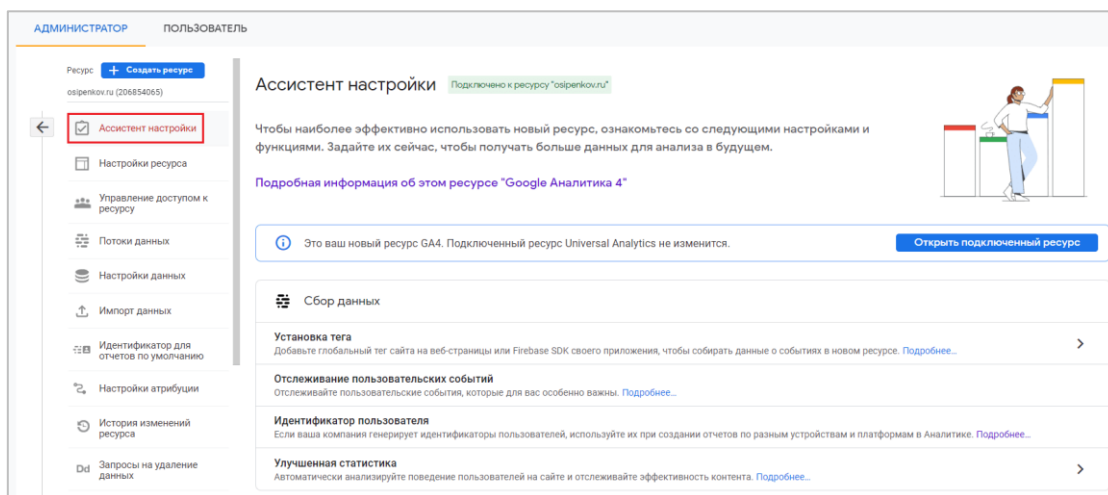 АДМИНИСТРАТОР ПОЛЬЗОВАТЕЛЬ
Ресурс + Создать ресурс
osipenkov.ru (206854065)
Ассистент настройки
Настройки ресурса
Управление доступом к
ресурсу
Потоки данных
Настройки данных
Импорт данных
Идентификатор для
отчетов по умолчанию
Настройки атрибуции
История изменений
ресурса
Dd Запросы на удаление
данных
Ассистент настройки Подключено к ресурсу "osipenkov.ru"
Чтобы наиболее эффективно использовать новый ресурс, ознакомьтесь со следующими настройками и
функциями. Задайте их сейчас, чтобы получать больше данных для анализа в будущем.
Подробная информация об этом ресурсе "Google Аналитика 4"
Это ваш новый ресурс GA4. Подключенный ресурс Universal Analytics не изменится. Открыть подключенный ресурс
Сбор данных
Установка тега
Добавьте глобальный тег сайта на веб-страницы или Firebase SDK своего приложения, чтобы собирать данные о событиях в новом ресурсе. Подробнее...
Отслеживание пользовательских событий
Отслеживайте пользовательские события, которые для вас особенно важны. Подробнее...
Идентификатор пользователя
Если ваша компания генерирует идентификаторы пользователей, используйте их при создании отчетов по разным устройствам и платформам в Аналитике. Подробнее...
Улучшенная статистика
Автоматически анализируйте поведение пользователей на сайте и отслеживайте эффективность контента. Подробнее...